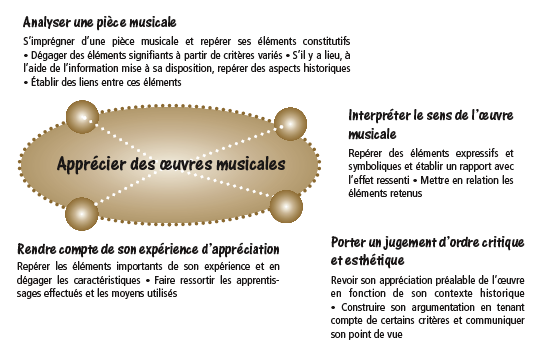 Analyser une pièce musicale
S'imprégner d'une pièce musicale et repérer ses éléments constitutifs
• Dégager des éléments signifiants à partir de critères variés • S'il y a lieu, à
l'aide de l'information mise à sa disposition, repérer des aspects historiques
• Établir des liens entre ces éléments
Interpréter le sens de l'œuvre
musicale
Repérer des éléments expressifs et
symboliques et établir un rapport avec
l'effet ressenti • Mettre en relation les
éléments retenus
Apprécier des œuvres musicales
Rendre compte de son expérience d'appréciation
Repérer les éléments importants de son expérience et en
dégager les caractéristiques • Faire ressortir les apprentis-
sages effectués et les moyens utilisés
Porter un jugement d'ordre critique
et esthétique
Revoir son appréciation préalable de l'œuvre
en fonction de son contexte historique
• Construire son argumentation en tenant
compte de certains critères et communiquer
son point de vue